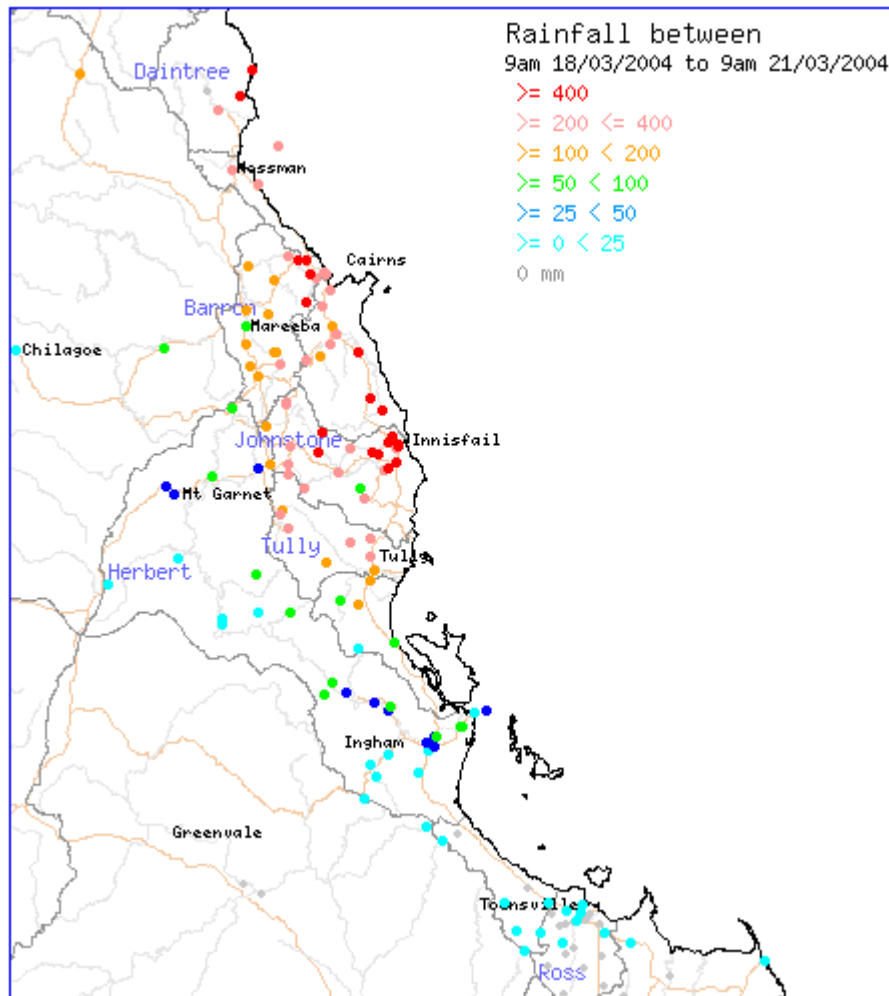 Rainfall between
9am 18/03/2004 to 9am 21/03/2004
>= 400
>= 200 <= 400
>= 100 < 200
>= 50 < 100
>= 25 < 50
>= 0 < 25
0 mm
Daintree
Mossman
Cairns
Barron
Mareeba
Chilagoe
Johnstone
Innisfail
Mt Garnet
Tully
Tully
Herbert
Ingham
Greenvale
Townsville
Ross